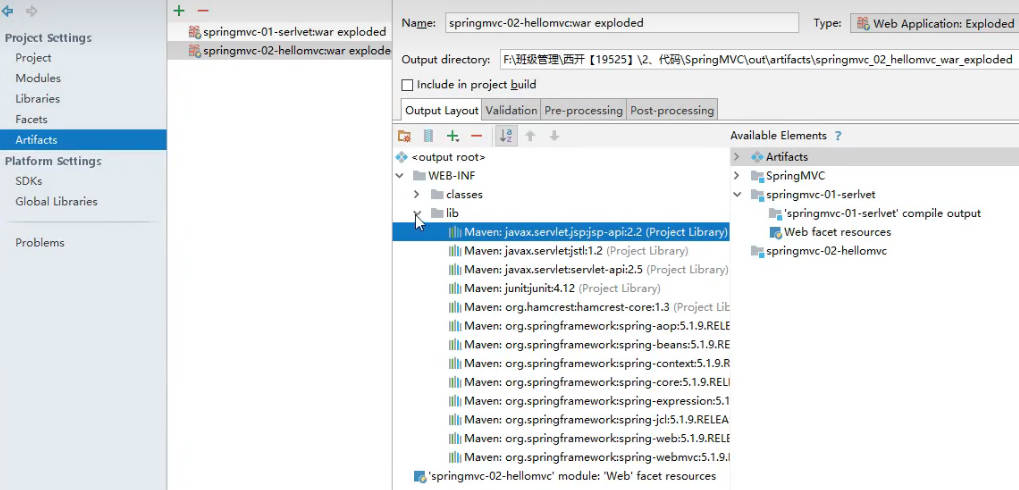 Project Settings
Project
Modules
Libraries
Facets
Artifacts
Platform Settings
SDKs
Global Libraries
Problems
springmvc-01-serlvet:war exploded
springmvc-02-hellomvc:war explode
Name: springmvc-02-hellomvc:war exploded
Type: Web Application: Exploded
Output directory: F:\班级管理\西开【19525】\2、代码\SpringMVC\out\artifacts\springmvc_02_hellomvc_war_exploded
Include in project build
Output Layout Validation Pre-processing Post-processing
<output root>
WEB-INF
classes
lib
Maven: javax.servlet.jsp:jsp-api:2.2 (Project Library)
Maven: javax.servlet:jstl:1.2 (Project Library)
Maven: javax.servlet:servlet-api:2.5 (Project Library)
Maven: junit:junit:4.12 (Project Library)
Maven: org.hamcrest:hamcrest-core:1.3 (Project Lib
Maven: org.springframework:spring-aop:5.1.9.RELE
Maven: org.springframework:spring-beans:5.1.9.RE
Maven: org.springframework:spring-context:5.1.9.R
Maven: org.springframework:spring-core:5.1.9.REL
Maven: org.springframework:spring-expression:5.1
Maven: org.springframework:spring-jcl:5.1.9.RELEA
Maven: org.springframework:spring-web:5.1.9.RELE
Maven: org.springframework:spring-webmvc:5.1.9.
'springmvc-02-hellomvc' module: 'Web' facet resources
Available Elements ?
Artifacts
SpringMVC
springmvc-01-serlvet
'springmvc-01-serlvet' compile output
Web facet resources
springmvc-02-hellomvc